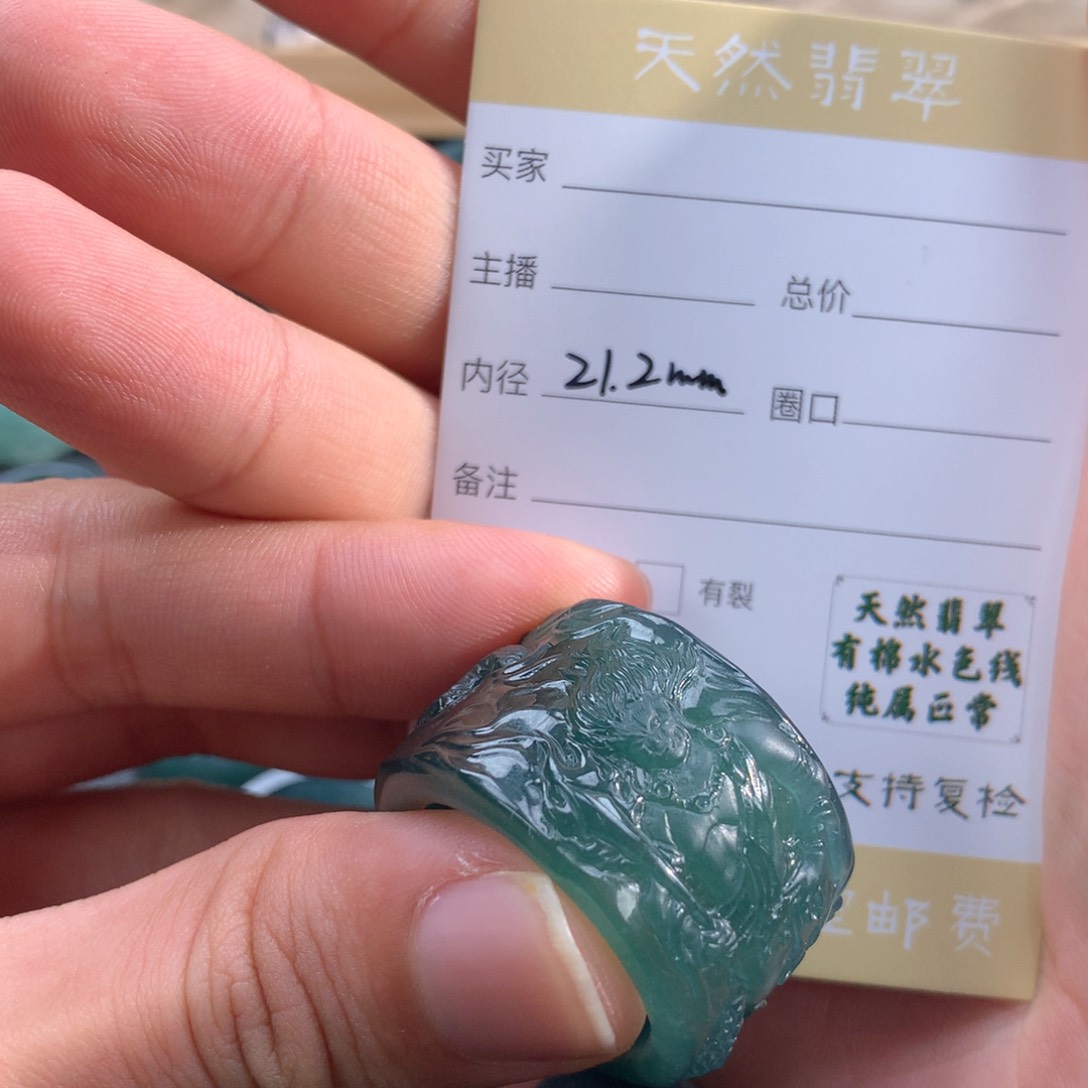 天然翡翠
买家
主播 总价
内径 21.2mm 圈口
备注
有裂
天然翡翠
有棉水色线
纯属正常
支持复检
邮费